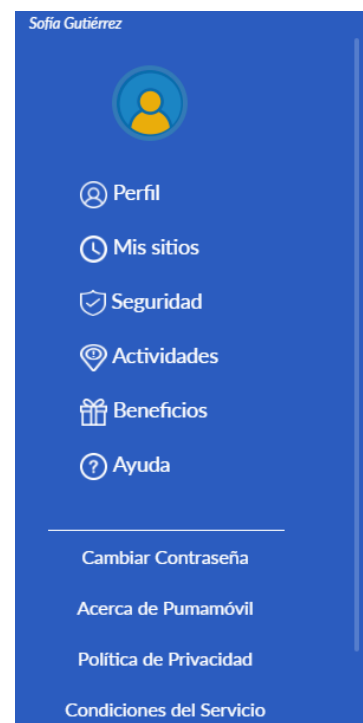 Sofía Gutiérrez
Perfil
Mis sitios
Seguridad
Actividades
Beneficios
Ayuda
Cambiar Contraseña
Acerca de Pumamóvil
Política de Privacidad
Condiciones del Servicio